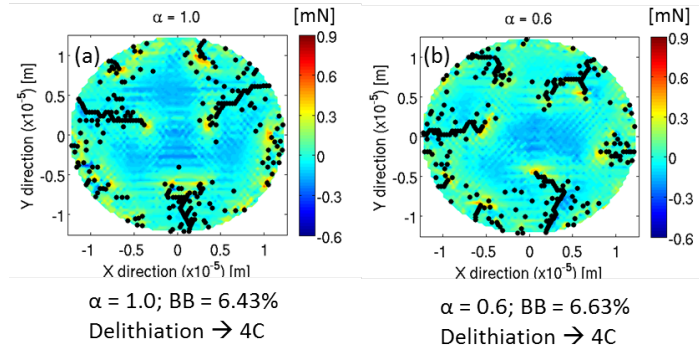 α = 1.0
[mN]
(a)
1
0.5
0
-0.5
-1
Y direction (x10⁻⁵) [m]
-1
-0.5
0
0.5
1
X direction (x10⁻⁵) [m]
0.9
0.6
0.3
0
-0.3
-0.6
α = 1.0; BB = 6.43%
Delithiation → 4C
α = 0.6
[mN]
(b)
1
0.5
0
-0.5
-1
Y direction (x10⁻⁵) [m]
-1
-0.5
0
0.5
1
X direction (x10⁻⁵) [m]
0.9
0.6
0.3
0
-0.3
-0.6
α = 0.6; BB = 6.63%
Delithiation → 4C